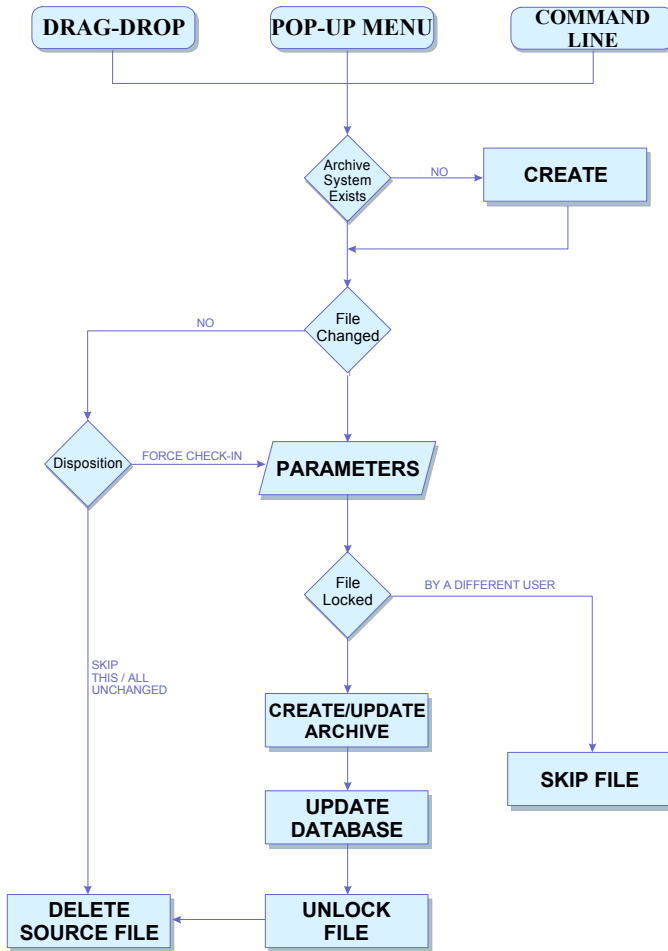 DRAG-DROP
POP-UP MENU
COMMAND
LINE
Archive
System
Exists
NO
CREATE
File
Changed
NO
Disposition
FORCE CHECK-IN
PARAMETERS
File
Locked
BY A DIFFERENT USER
SKIP
THIS / ALL
UNCHANGED
CREATE/UPDATE
ARCHIVE
SKIP FILE
UPDATE
DATABASE
DELETE
SOURCE FILE
UNLOCK
FILE